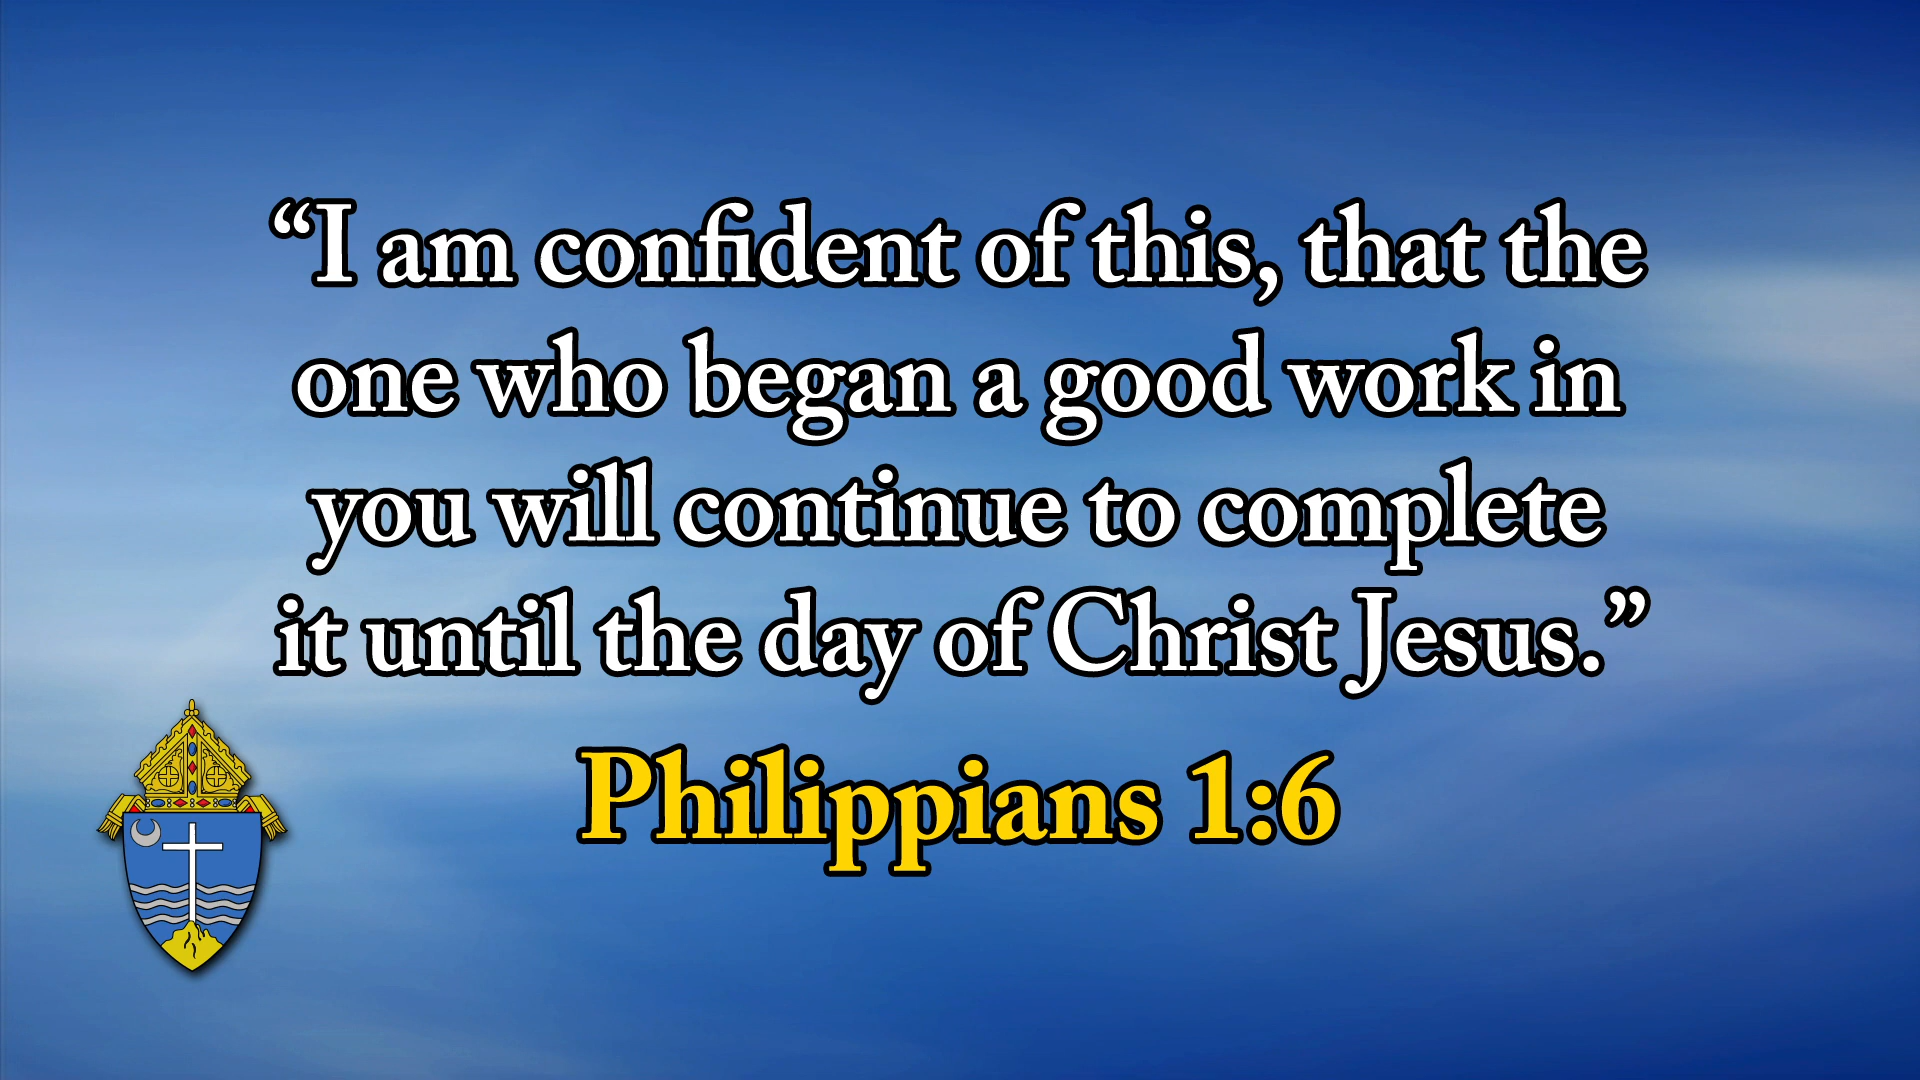 “I am confident of this, that the
one who began a good work in
you will continue to complete
it until the day of Christ Jesus.”
Philippians 1:6